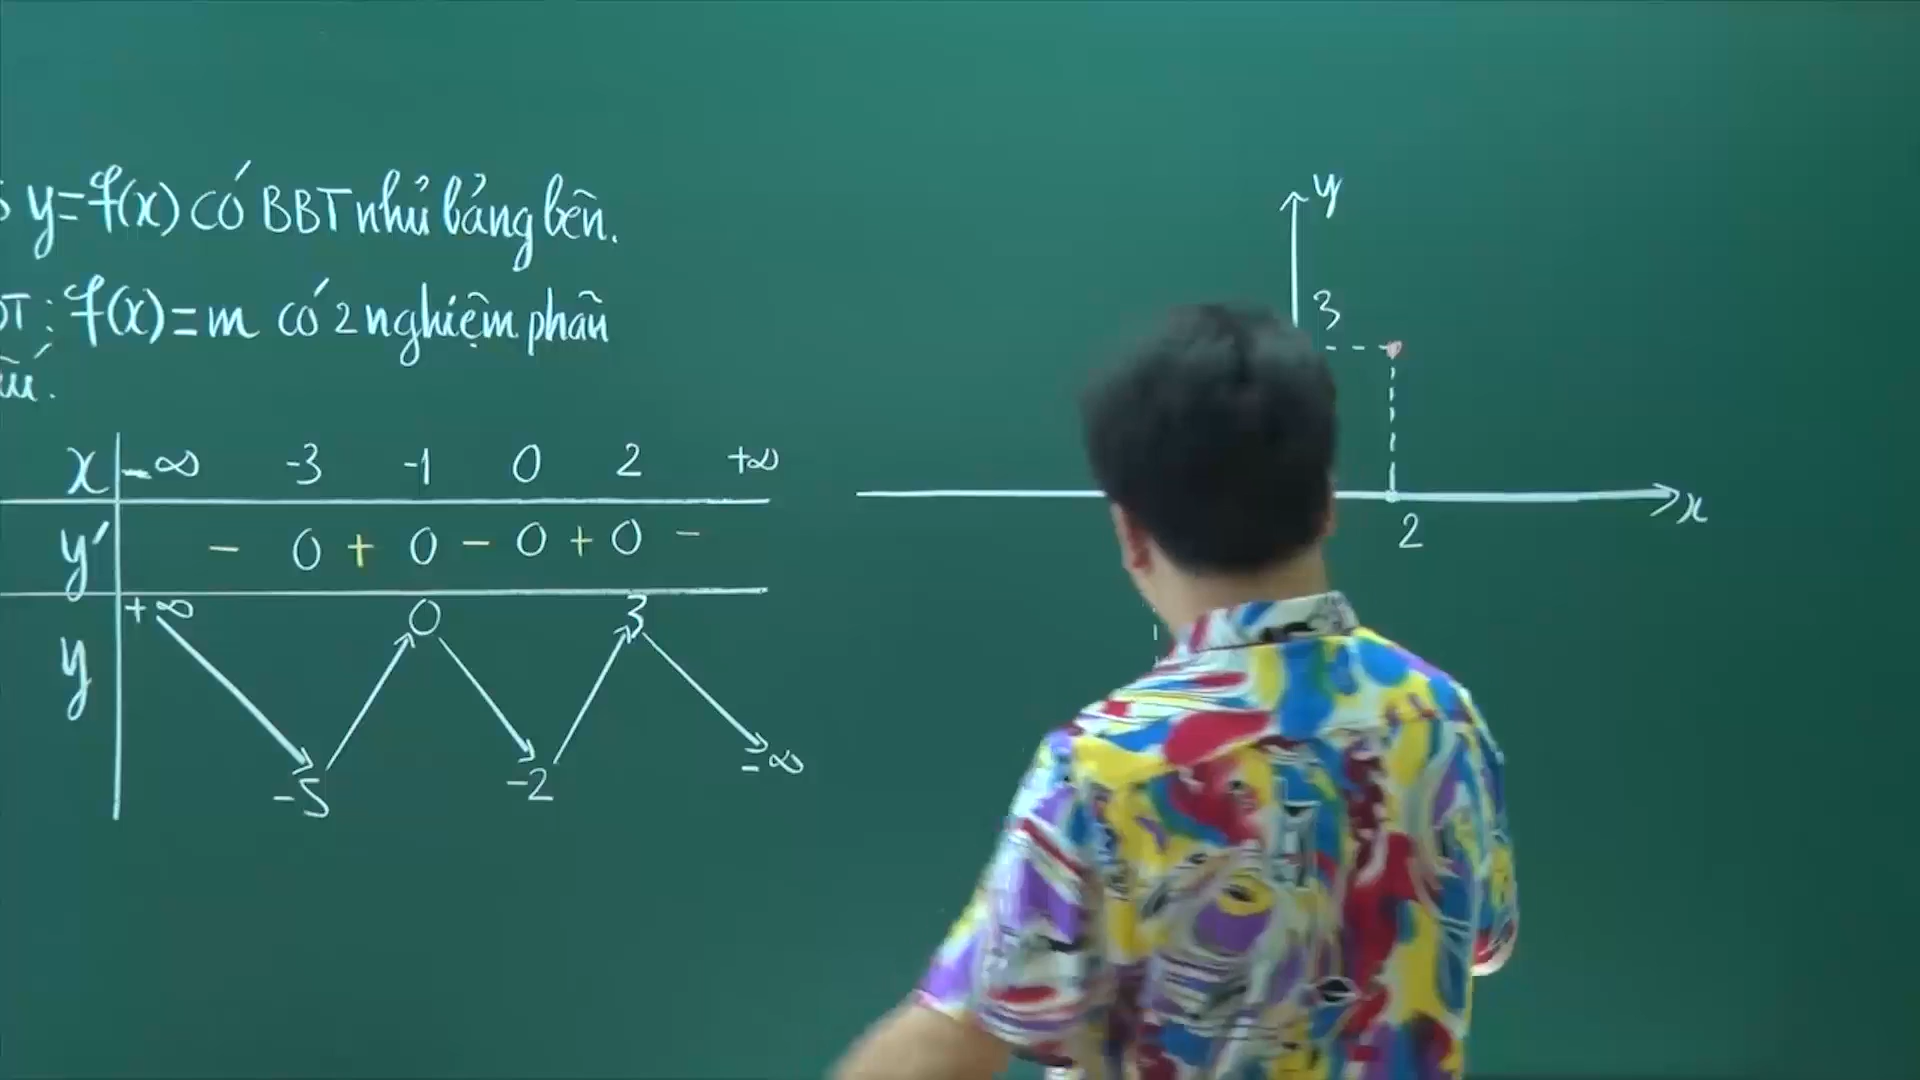 y=f(x) có BBT như bảng bên.
f(x)=m có 2 nghiệm phân
x -∞ -3 -1 0 2 +∞
y' - 0 + 0 - 0 + 0 -
+∞ 0 3
y
-5 -2 -∞
y
3
x
2